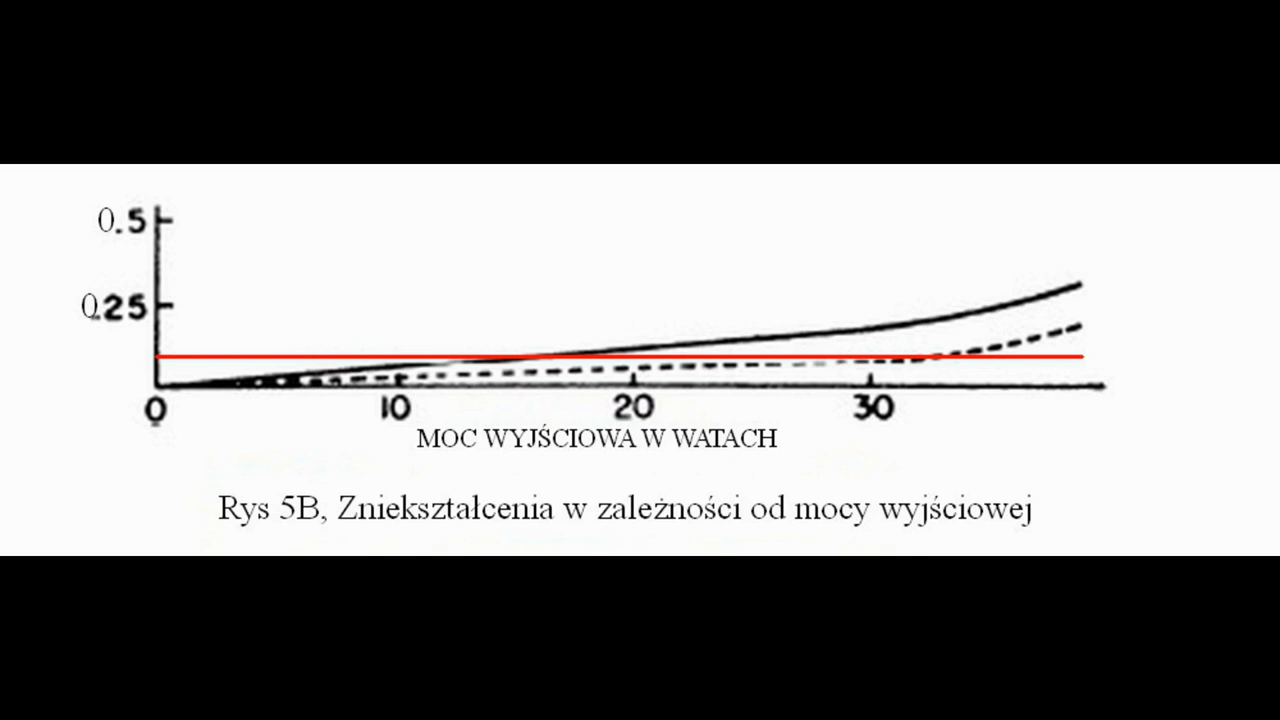 0.5
0.25
0 10 20 30
MOC WYJŚCIOWA W WATACH
Rys 5B, Zniekształcenia w zależności od mocy wyjściowej